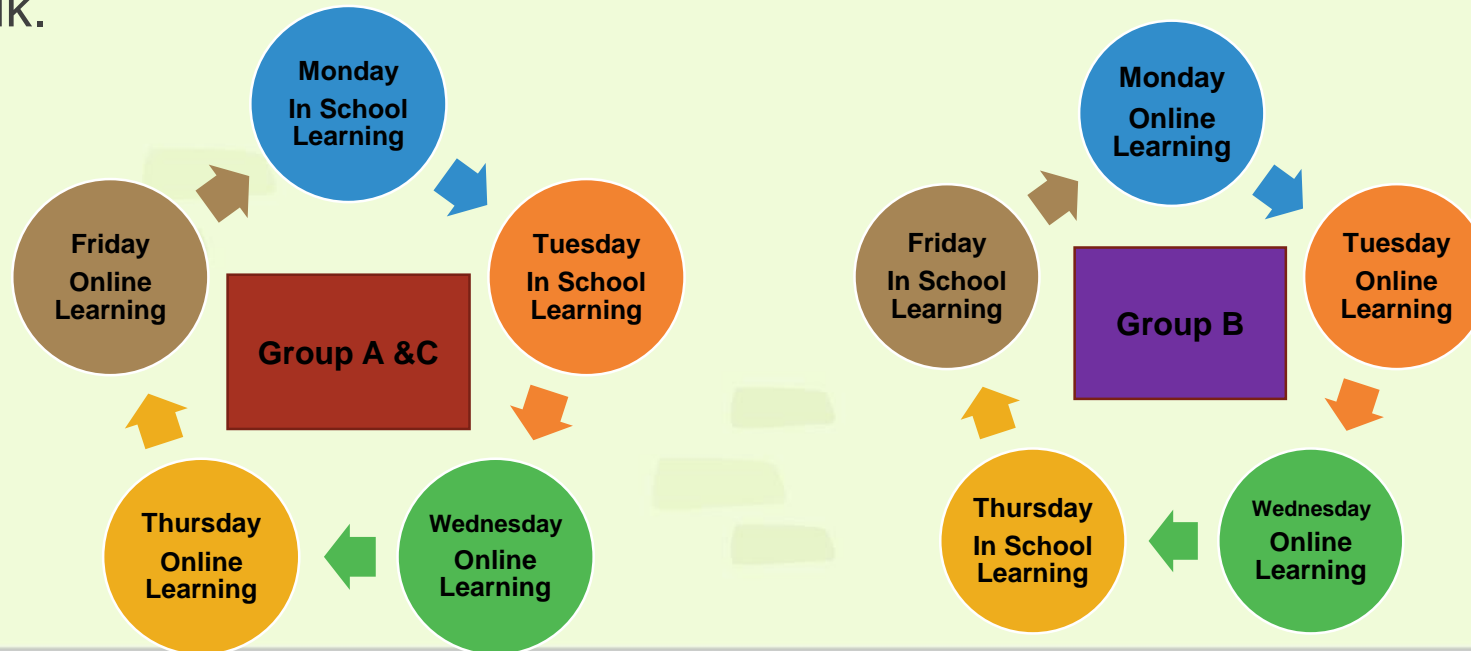 Monday
In School
Learning
Tuesday
In School
Learning
Wednesday
Online
Learning
Thursday
Online
Learning
Friday
Online
Learning
Group A &C
Monday
Online
Learning
Tuesday
Online
Learning
Wednesday
Online
Learning
Thursday
In School
Learning
Friday
In School
Learning
Group B